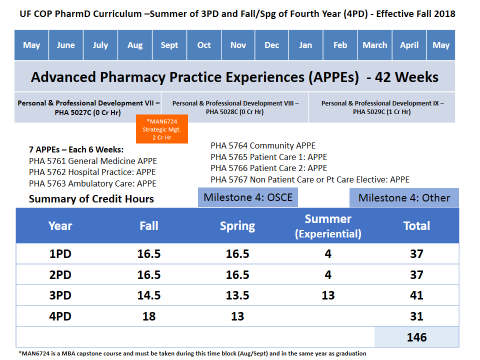 UF COP PharmD Curriculum –Summer of 3PD and Fall/Spg of Fourth Year (4PD) - Effective Fall 2018
May June July Aug Sept Oct Nov Dec Jan Feb March April May
Advanced Pharmacy Practice Experiences (APPEs) - 42 Weeks
Personal & Professional Development VII – PHA 5027C (0 Cr Hr)
Personal & Professional Development VIII – PHA 5028C (0 Cr Hr)
Personal & Professional Development IX – PHA 5029C (1 Cr Hr)
*MAN6724
Strategic Mgt.
2 Cr Hr
7 APPEs – Each 6 Weeks:
PHA 5761 General Medicine APPE
PHA 5762 Hospital Practice: APPE
PHA 5763 Ambulatory Care: APPE
PHA 5764 Community APPE
PHA 5765 Patient Care 1: APPE
PHA 5766 Patient Care 2: APPE
PHA 5767 Non Patient Care or Pt Care Elective: APPE
Summary of Credit Hours
Milestone 4: OSCE
Milestone 4: Other
Year Fall Spring Summer (Experiential) Total
1PD 16.5 16.5 4 37
2PD 16.5 16.5 4 37
3PD 14.5 13.5 13 41
4PD 18 13 31
146
*MAN6724 is a MBA capstone course and must be taken during this time block (Aug/Sept) and in the same year as graduation